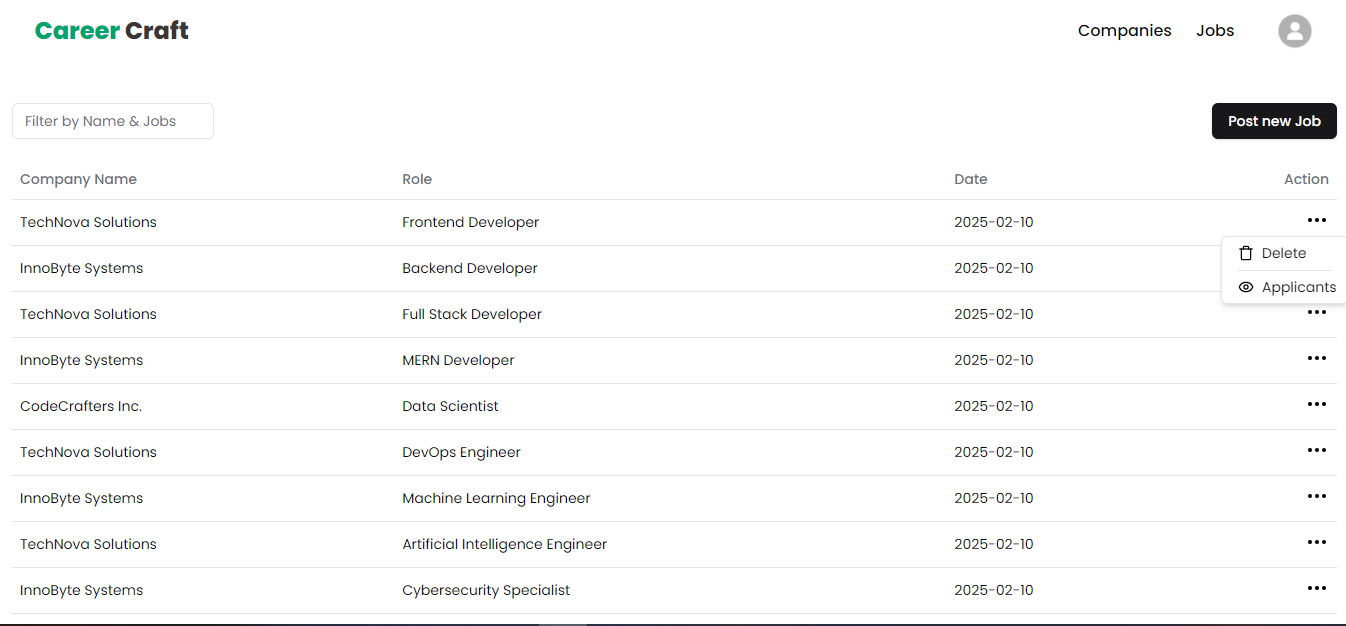 Career Craft
Companies Jobs
Filter by Name & Jobs
Post new Job
Company Name Role Date Action
TechNova Solutions Frontend Developer 2025-02-10
Delete
InnoByte Systems Backend Developer 2025-02-10
Applicants
TechNova Solutions Full Stack Developer 2025-02-10
InnoByte Systems MERN Developer 2025-02-10
CodeCrafters Inc. Data Scientist 2025-02-10
TechNova Solutions DevOps Engineer 2025-02-10
InnoByte Systems Machine Learning Engineer 2025-02-10
TechNova Solutions Artificial Intelligence Engineer 2025-02-10
InnoByte Systems Cybersecurity Specialist 2025-02-10